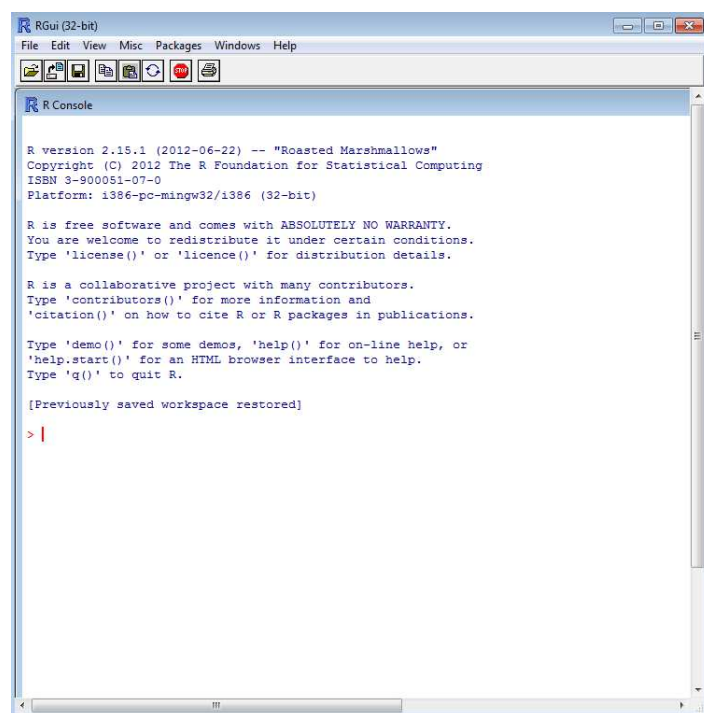 RGui (32-bit)
File Edit View Misc Packages Windows Help
STOP
R Console
R version 2.15.1 (2012-06-22) -- "Roasted Marshmallows"
Copyright (C) 2012 The R Foundation for Statistical Computing
ISBN 3-900051-07-0
Platform: i386-pc-mingw32/i386 (32-bit)
R is free software and comes with ABSOLUTELY NO WARRANTY.
You are welcome to redistribute it under certain conditions.
Type 'license()' or 'licence()' for distribution details.
R is a collaborative project with many contributors.
Type 'contributors()' for more information and
'citation()' on how to cite R or R packages in publications.
Type 'demo()' for some demos, 'help()' for on-line help, or
'help.start()' for an HTML browser interface to help.
Type 'q()' to quit R.
[Previously saved workspace restored]
>